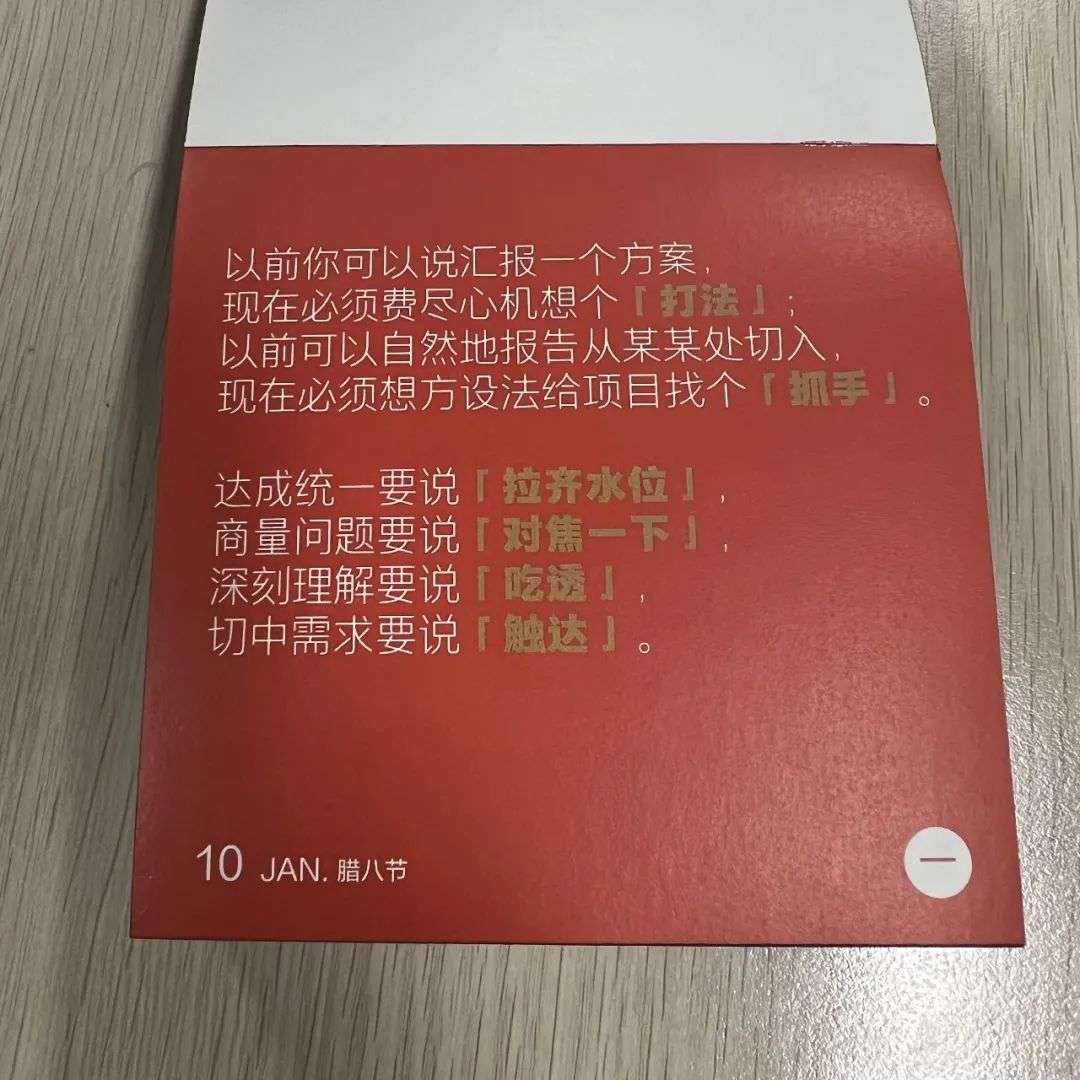 以前你可以说汇报一个方案，
现在必须费尽心机想个「打法」；
以前可以自然地报告从某某处切入，
现在必须想方设法给项目找个「抓手」。
达成统一要说「拉齐水位」，
商量问题要说「对焦一下」，
深刻理解要说「吃透」，
切中需求要说「触达」。
10 JAN. 腊八节
一